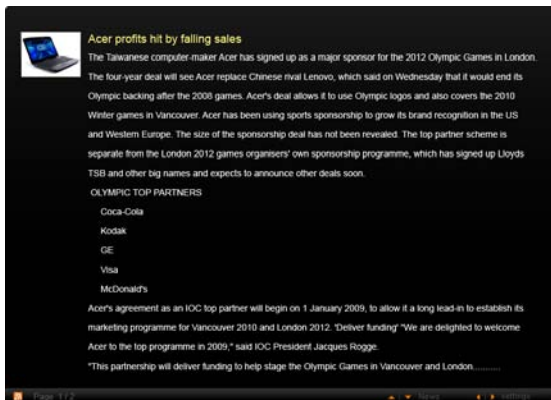 Acer profits hit by falling sales
The Taiwanese computer-maker Acer has signed up as a major sponsor for the 2012 Olympic Games in London.
The four-year deal will see Acer replace Chinese rival Lenovo, which said on Wednesday that it would end its
Olympic backing after the 2008 games. Acer's deal allows it to use Olympic logos and also covers the 2010
Winter games in Vancouver. Acer has been using sports sponsorship to grow its brand recognition in the US
and Western Europe. The size of the sponsorship deal has not been revealed. The top partner scheme is
separate from the London 2012 games organisers' own sponsorship programme, which has signed up Lloyds
TSB and other big names and expects to announce other deals soon.
OLYMPIC TOP PARTNERS
Coca-Cola
Kodak
GE
Visa
McDonald's
Acer's agreement as an IOC top partner will begin on 1 January 2009, to allow it a long lead-in to establish its
marketing programme for Vancouver 2010 and London 2012. 'Deliver funding' "We are delighted to welcome
Acer to the top programme in 2009," said IOC President Jacques Rogge.
"This partnership will deliver funding to help stage the Olympic Games in Vancouver and London...........
Page 1 / 2 News settings